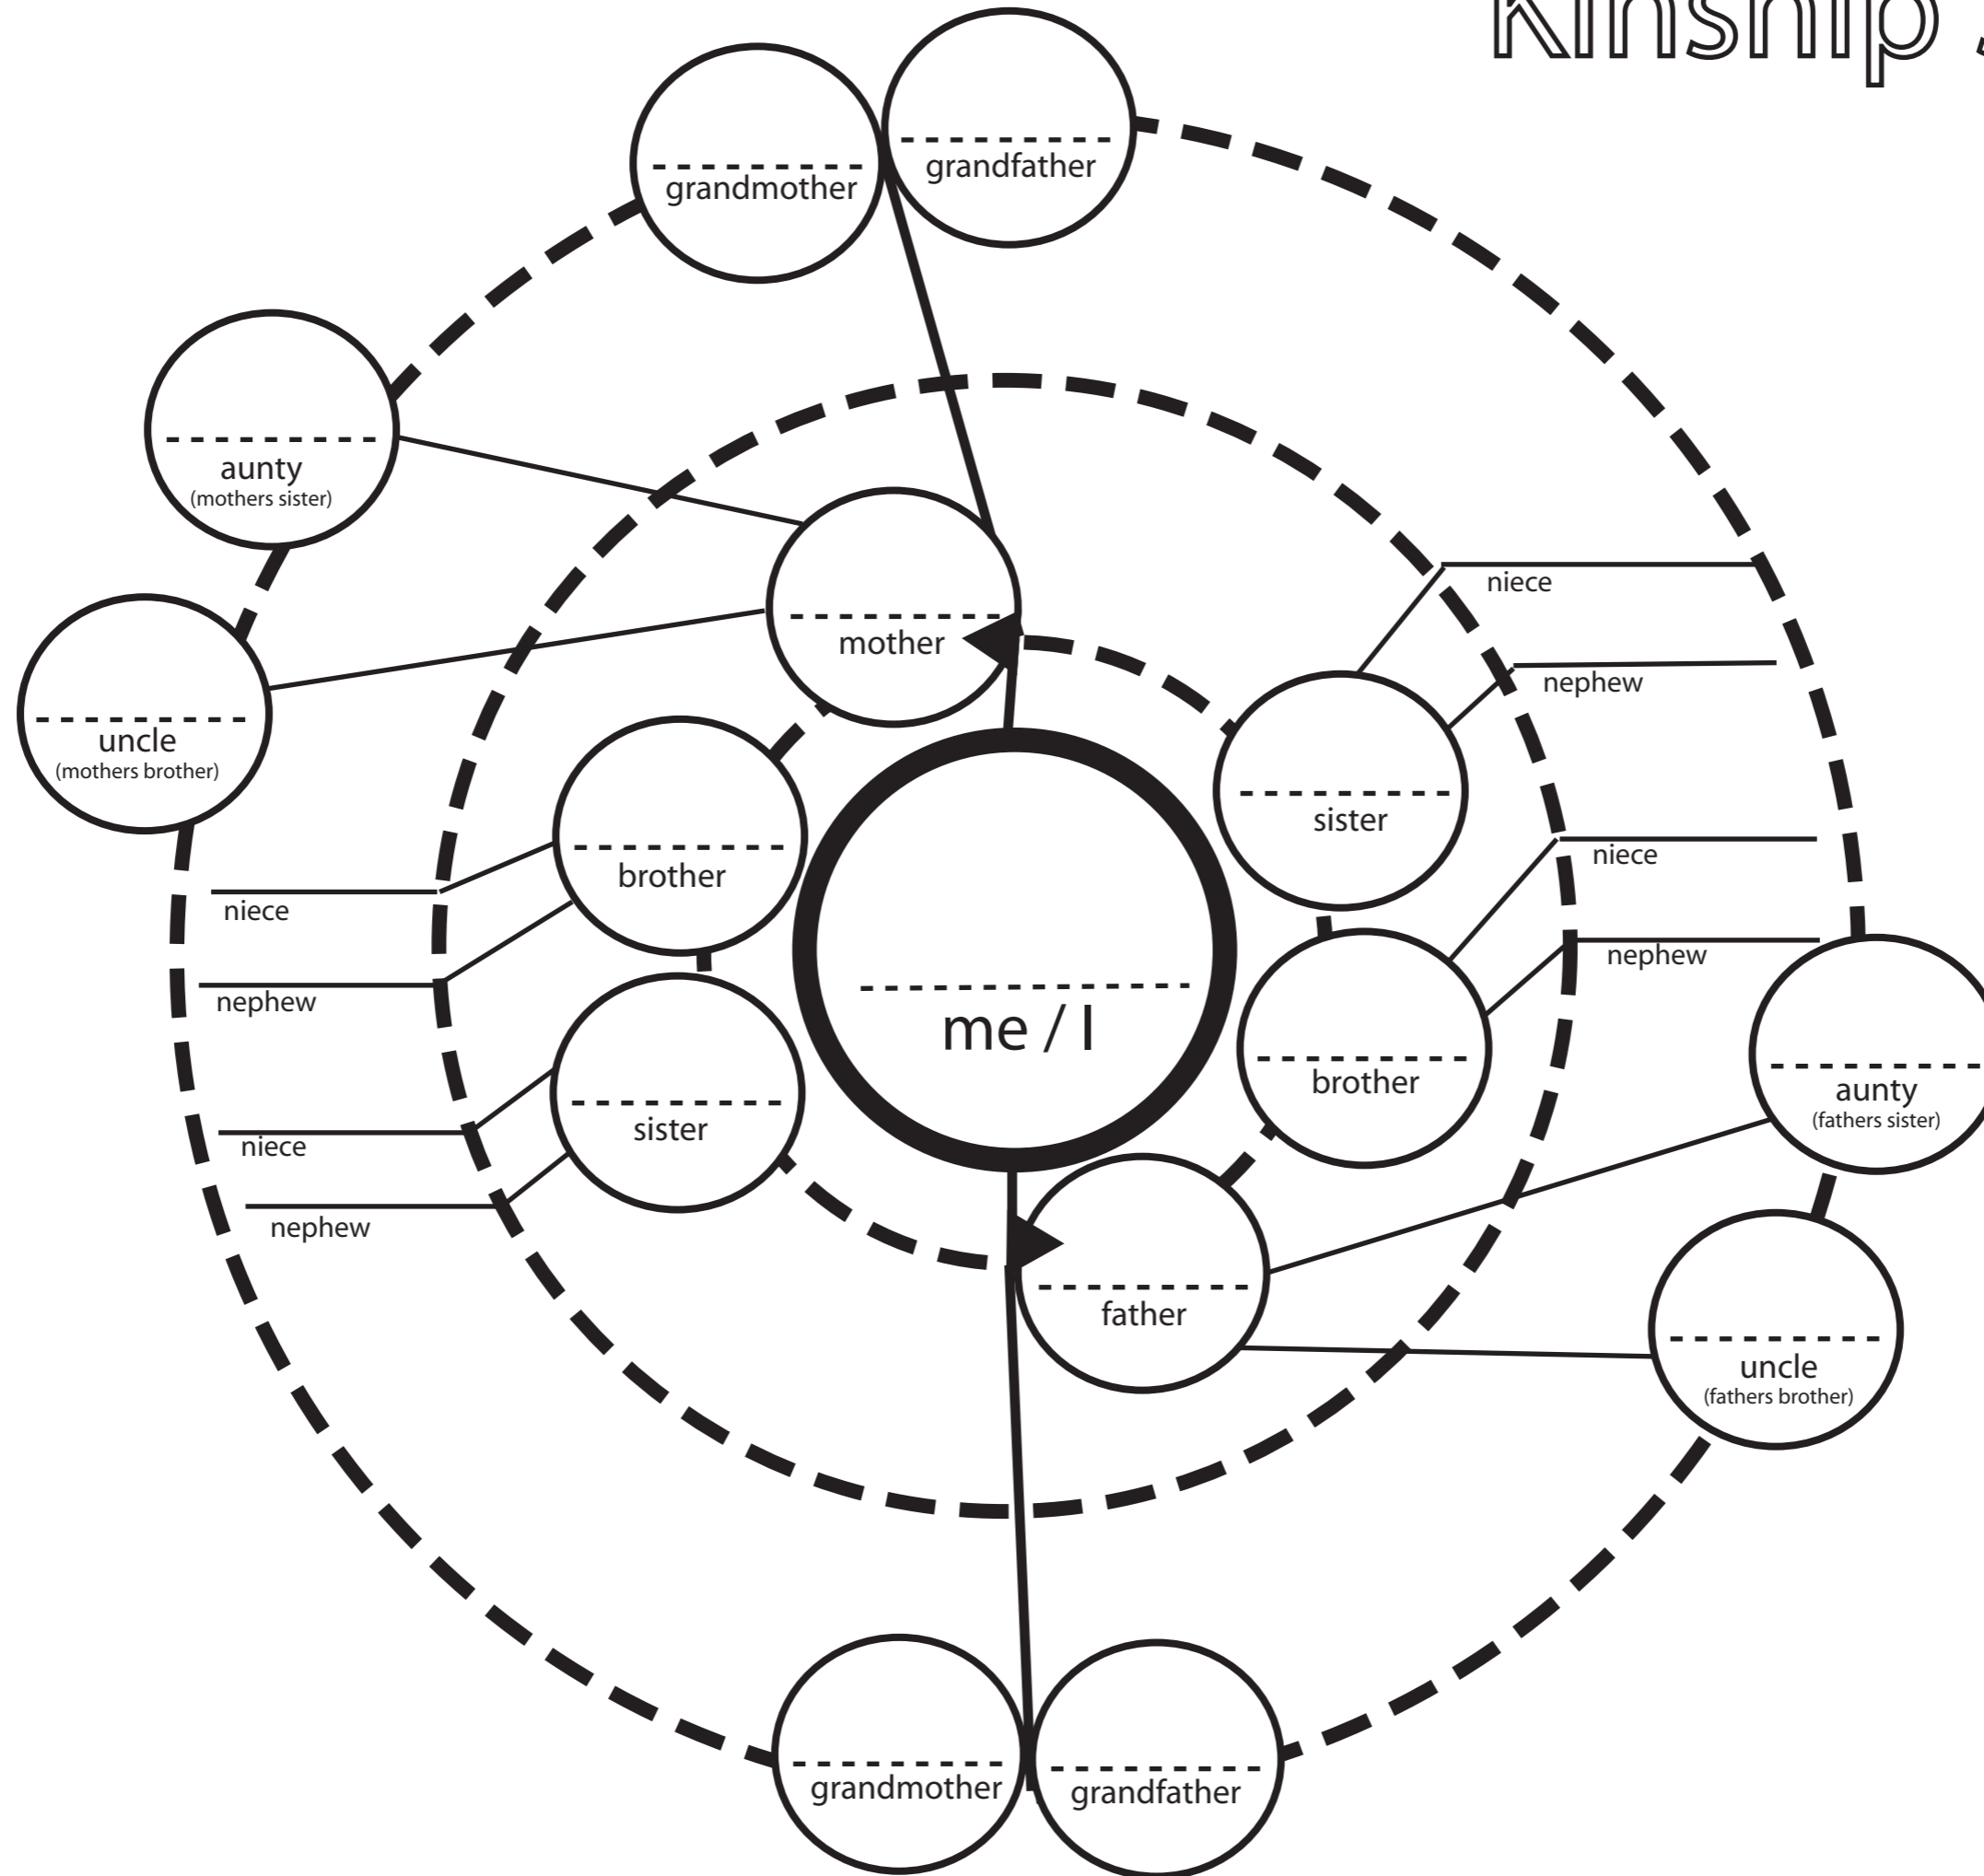 Kinship
grandfather
grandmother
aunty
(mothers sister)
niece
mother
nephew
uncle
(mothers brother)
sister
niece
brother
niece
nephew
nephew
me / I
brother
aunty
(fathers sister)
sister
niece
nephew
father
uncle
(fathers brother)
grandmother
grandfather